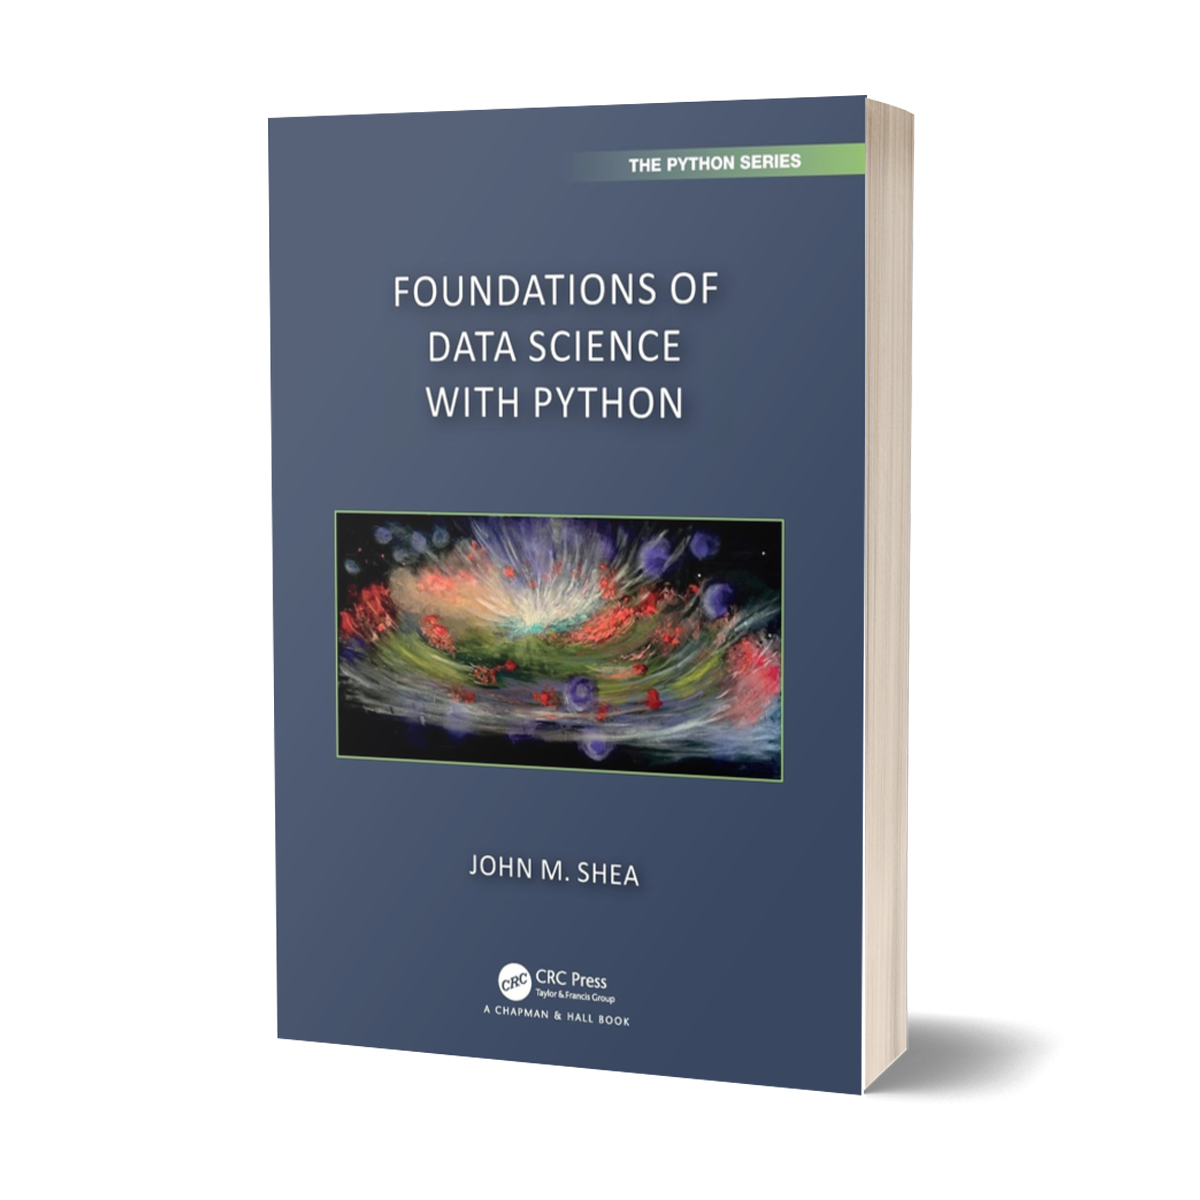 THE PYTHON SERIES
FOUNDATIONS OF
DATA SCIENCE
WITH PYTHON
JOHN M. SHEA
CRC CRC Press
Taylor & Francis Group
A CHAPMAN & HALL BOOK